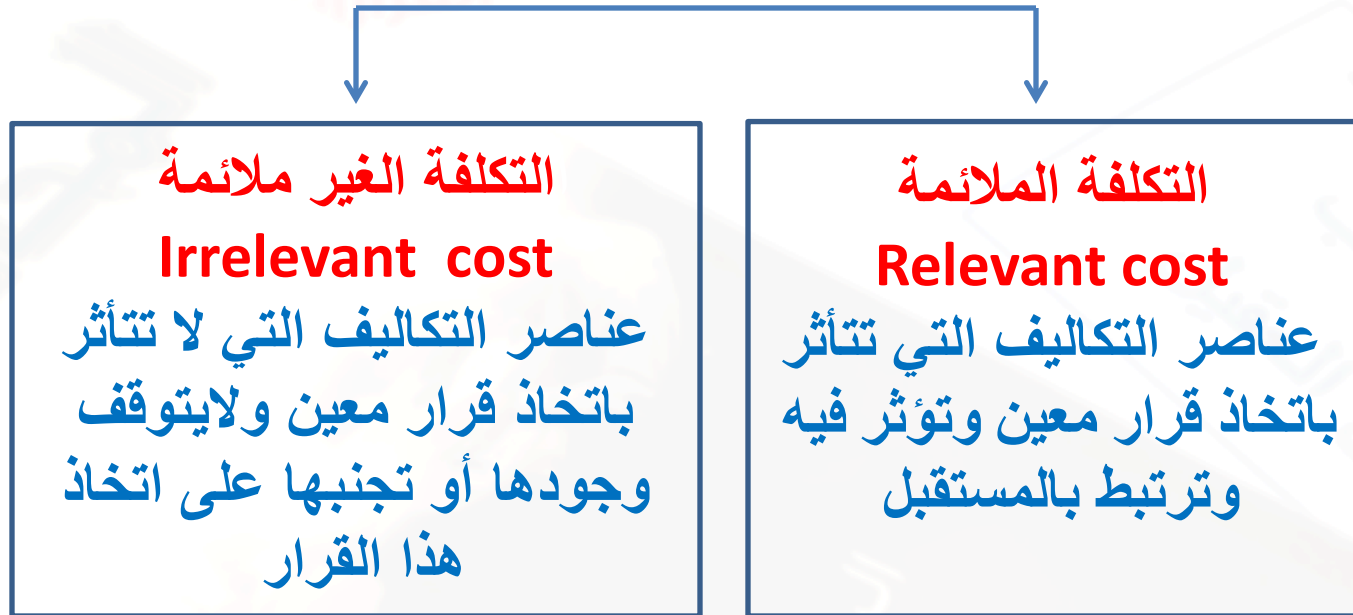 التكلفة الملائمة
Relevant cost
عناصر التكاليف التي تتأثر
باتخاذ قرار معين وتؤثر فيه
وترتبط بالمستقبل
التكلفة الغير ملائمة
Irrelevant cost
عناصر التكاليف التي لا تتأثر
باتخاذ قرار معين ولايتوقف
وجودها أو تجنبها على اتخاذ
هذا القرار